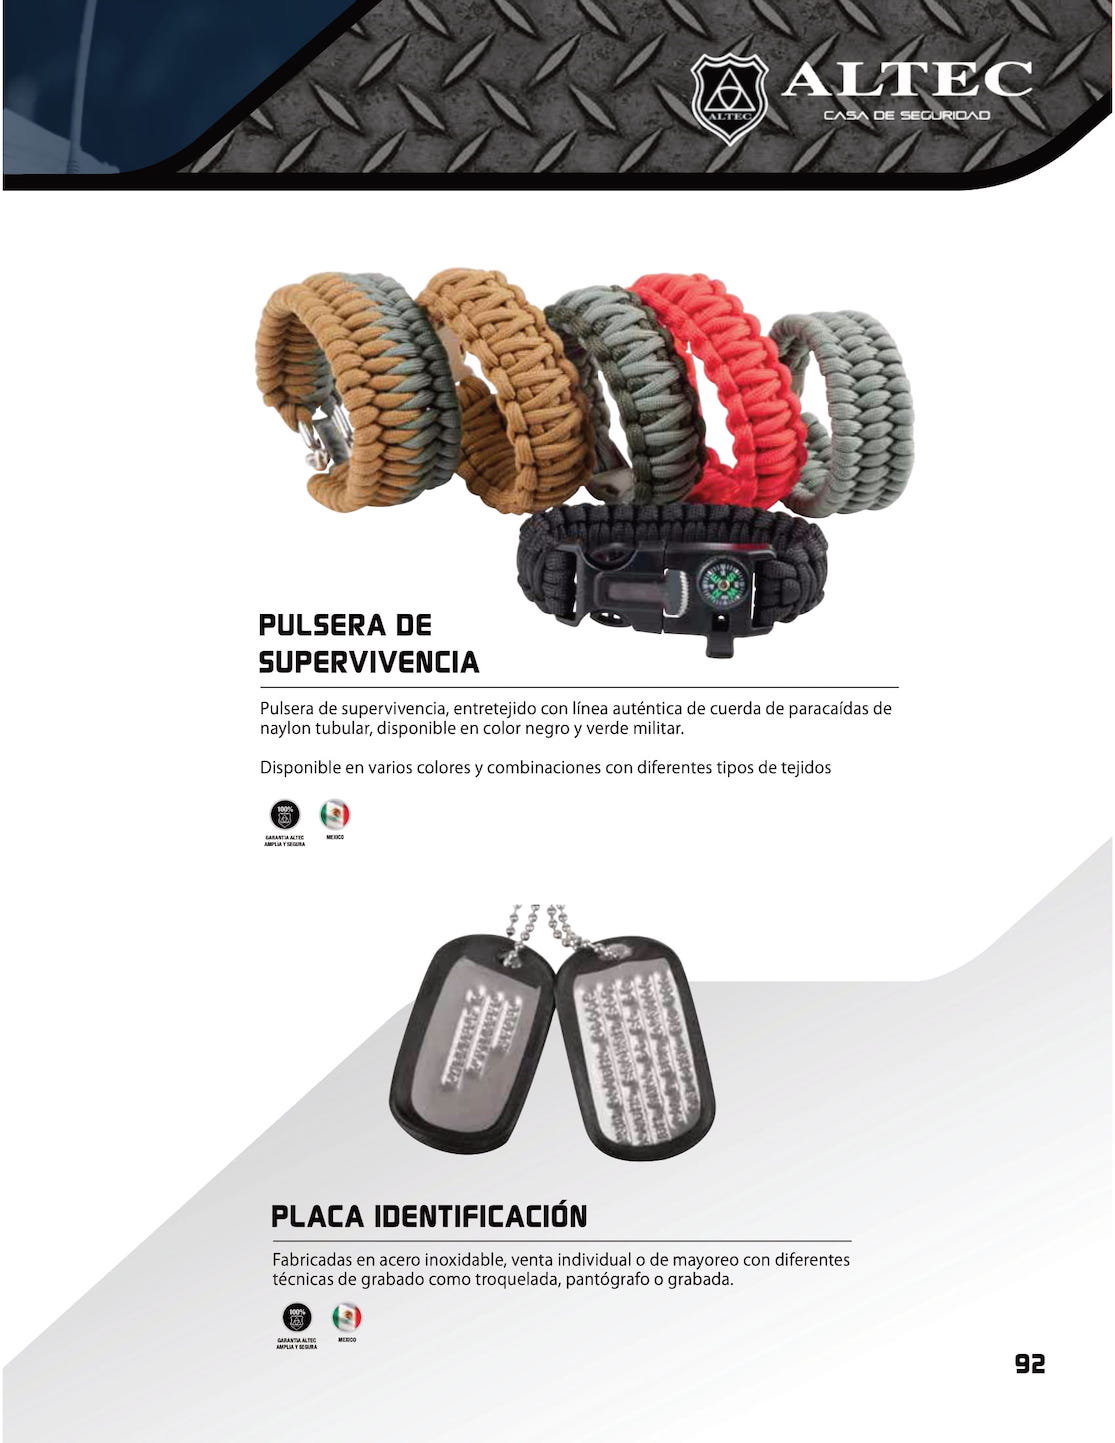 ALTEC
ALTEC
CASA DE SEGURIDAD
PULSERA DE
SUPERVIVENCIA
Pulsera de supervivencia, entretejido con línea auténtica de cuerda de paracaídas de
naylon tubular, disponible en color negro y verde militar.
Disponible en varios colores y combinaciones con diferentes tipos de tejidos
100%
GARANTIA ALTEC
AMPLIA Y SEGURA
MEXICO
PLACA IDENTIFICACIÓN
Fabricadas en acero inoxidable, venta individual o de mayoreo con diferentes
técnicas de grabado como troquelada, pantógrafo o grabada.
100%
GARANTIA ALTEC
AMPLIA Y SEGURA
MEXICO
92